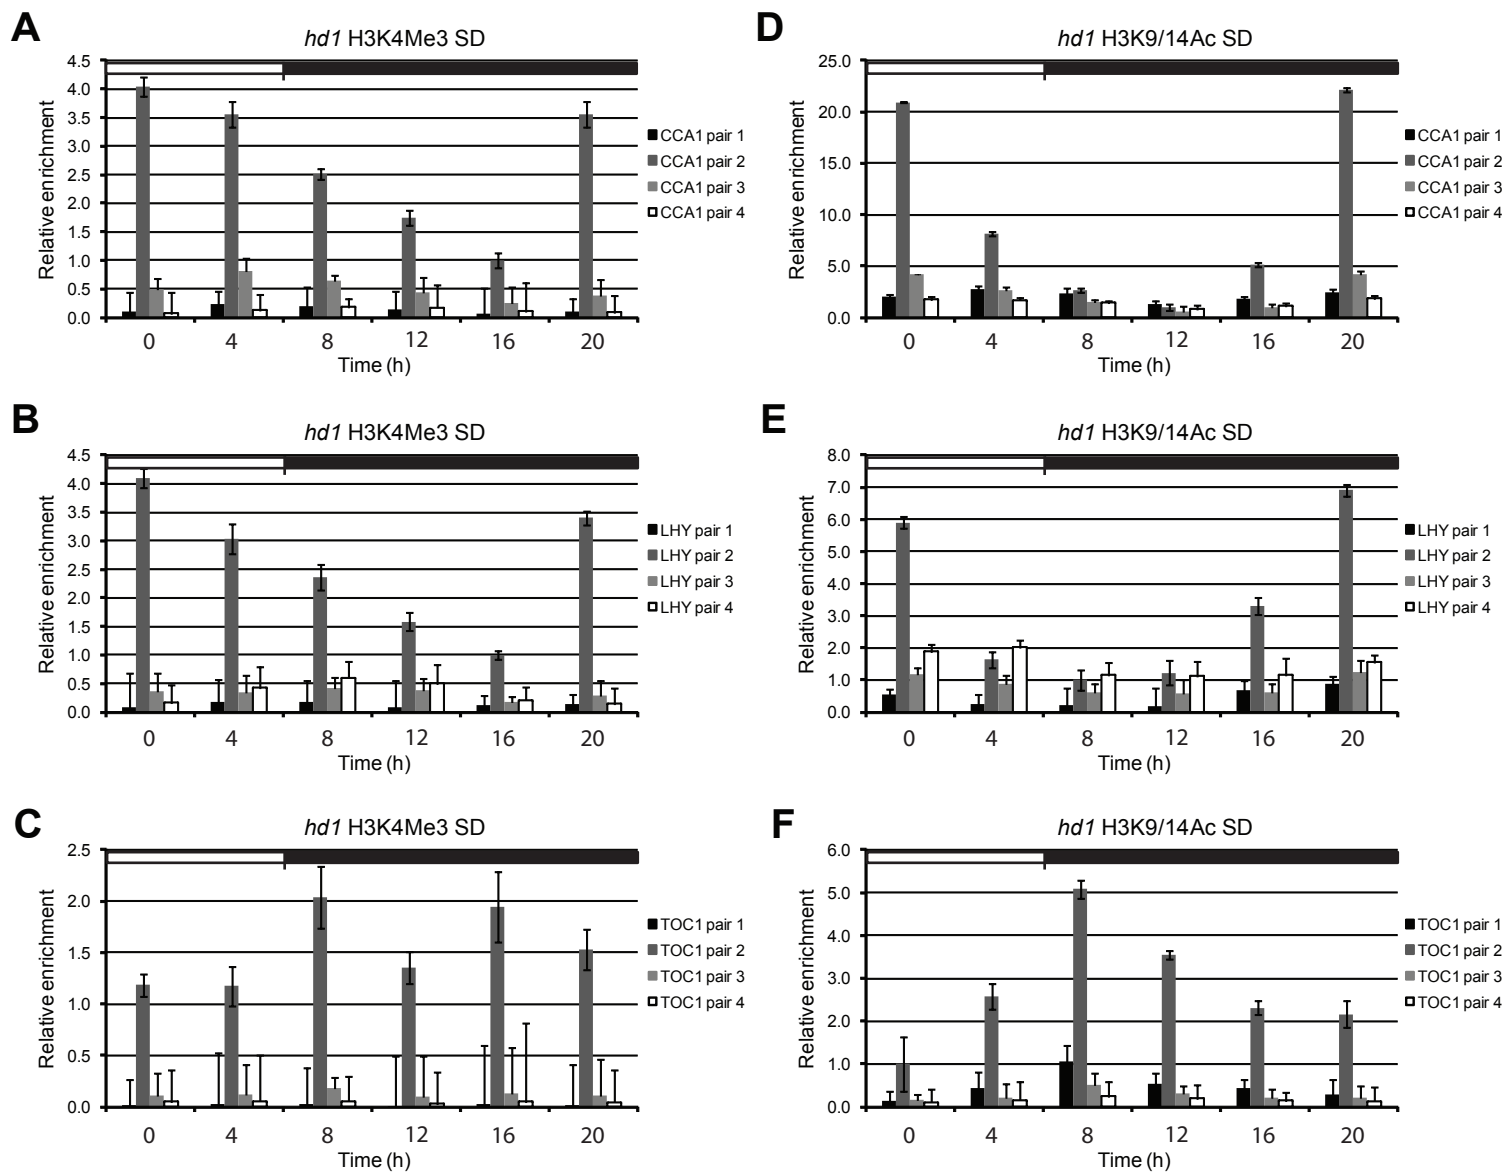 A
hd1 H3K4Me3 SD
4.5
4.0
3.5
3.0
2.5
2.0
1.5
1.0
0.5
0.0
Relative enrichment
0 4 8 12 16 20
Time (h)
CCA1 pair 1
CCA1 pair 2
CCA1 pair 3
CCA1 pair 4
D
hd1 H3K9/14Ac SD
25.0
20.0
15.0
10.0
5.0
0.0
Relative enrichment
0 4 8 12 16 20
Time (h)
CCA1 pair 1
CCA1 pair 2
CCA1 pair 3
CCA1 pair 4
B
hd1 H3K4Me3 SD
4.5
4.0
3.5
3.0
2.5
2.0
1.5
1.0
0.5
0.0
Relative enrichment
0 4 8 12 16 20
Time (h)
LHY pair 1
LHY pair 2
LHY pair 3
LHY pair 4
E
hd1 H3K9/14Ac SD
8.0
7.0
6.0
5.0
4.0
3.0
2.0
1.0
0.0
Relative enrichment
0 4 8 12 16 20
Time (h)
LHY pair 1
LHY pair 2
LHY pair 3
LHY pair 4
C
hd1 H3K4Me3 SD
2.5
2.0
1.5
1.0
0.5
0.0
Relative enrichment
0 4 8 12 16 20
Time (h)
TOC1 pair 1
TOC1 pair 2
TOC1 pair 3
TOC1 pair 4
F
hd1 H3K9/14Ac SD
6.0
5.0
4.0
3.0
2.0
1.0
0.0
Relative enrichment
0 4 8 12 16 20
Time (h)
TOC1 pair 1
TOC1 pair 2
TOC1 pair 3
TOC1 pair 4